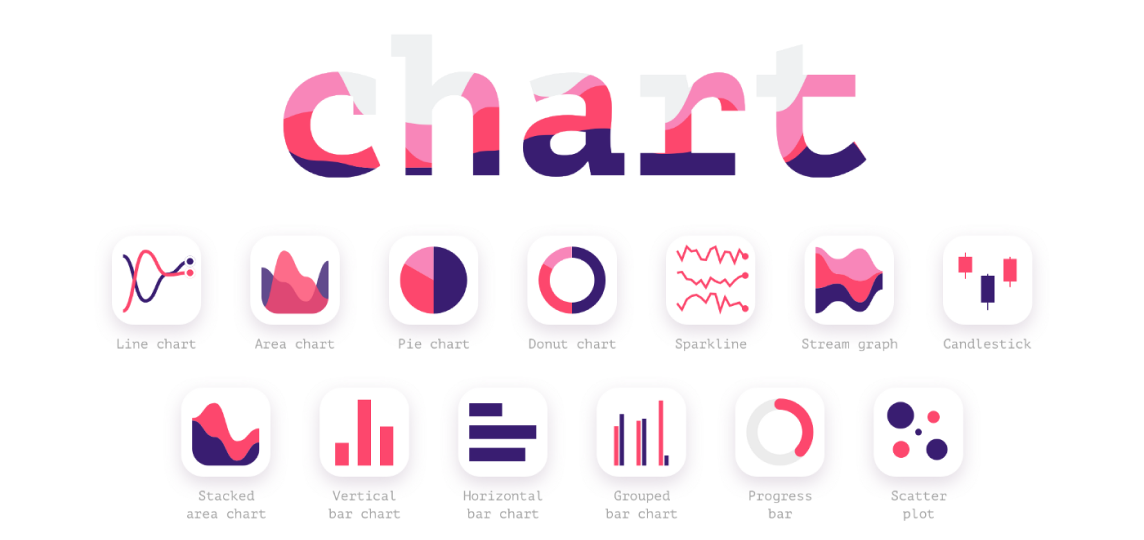 chart
Line chart
Area chart
Pie chart
Donut chart
Sparkline
Stream graph
Candlestick
Stacked
area chart
Vertical
bar chart
Horizontal
bar chart
Grouped
bar chart
Progress
bar
Scatter
plot